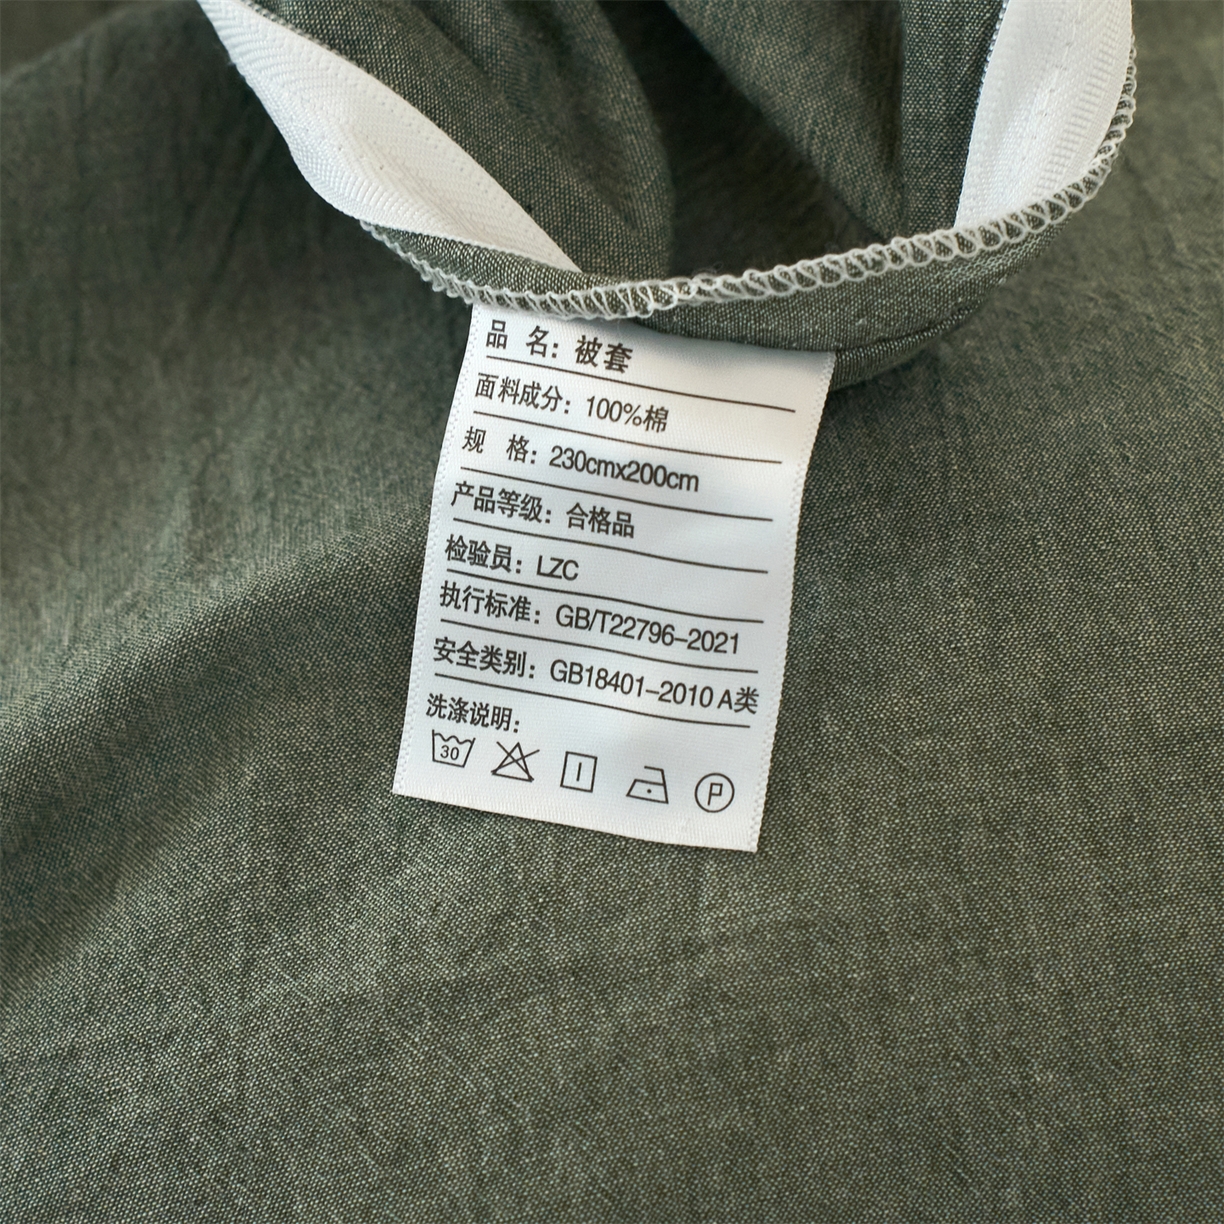 品 名：被套
面料成分：100%棉
规 格：230cmx200cm
产品等级：合格品
检验员：LZC
执行标准：GB/T22796-2021
安全类别：GB18401-2010 A类
洗涤说明：
30
P